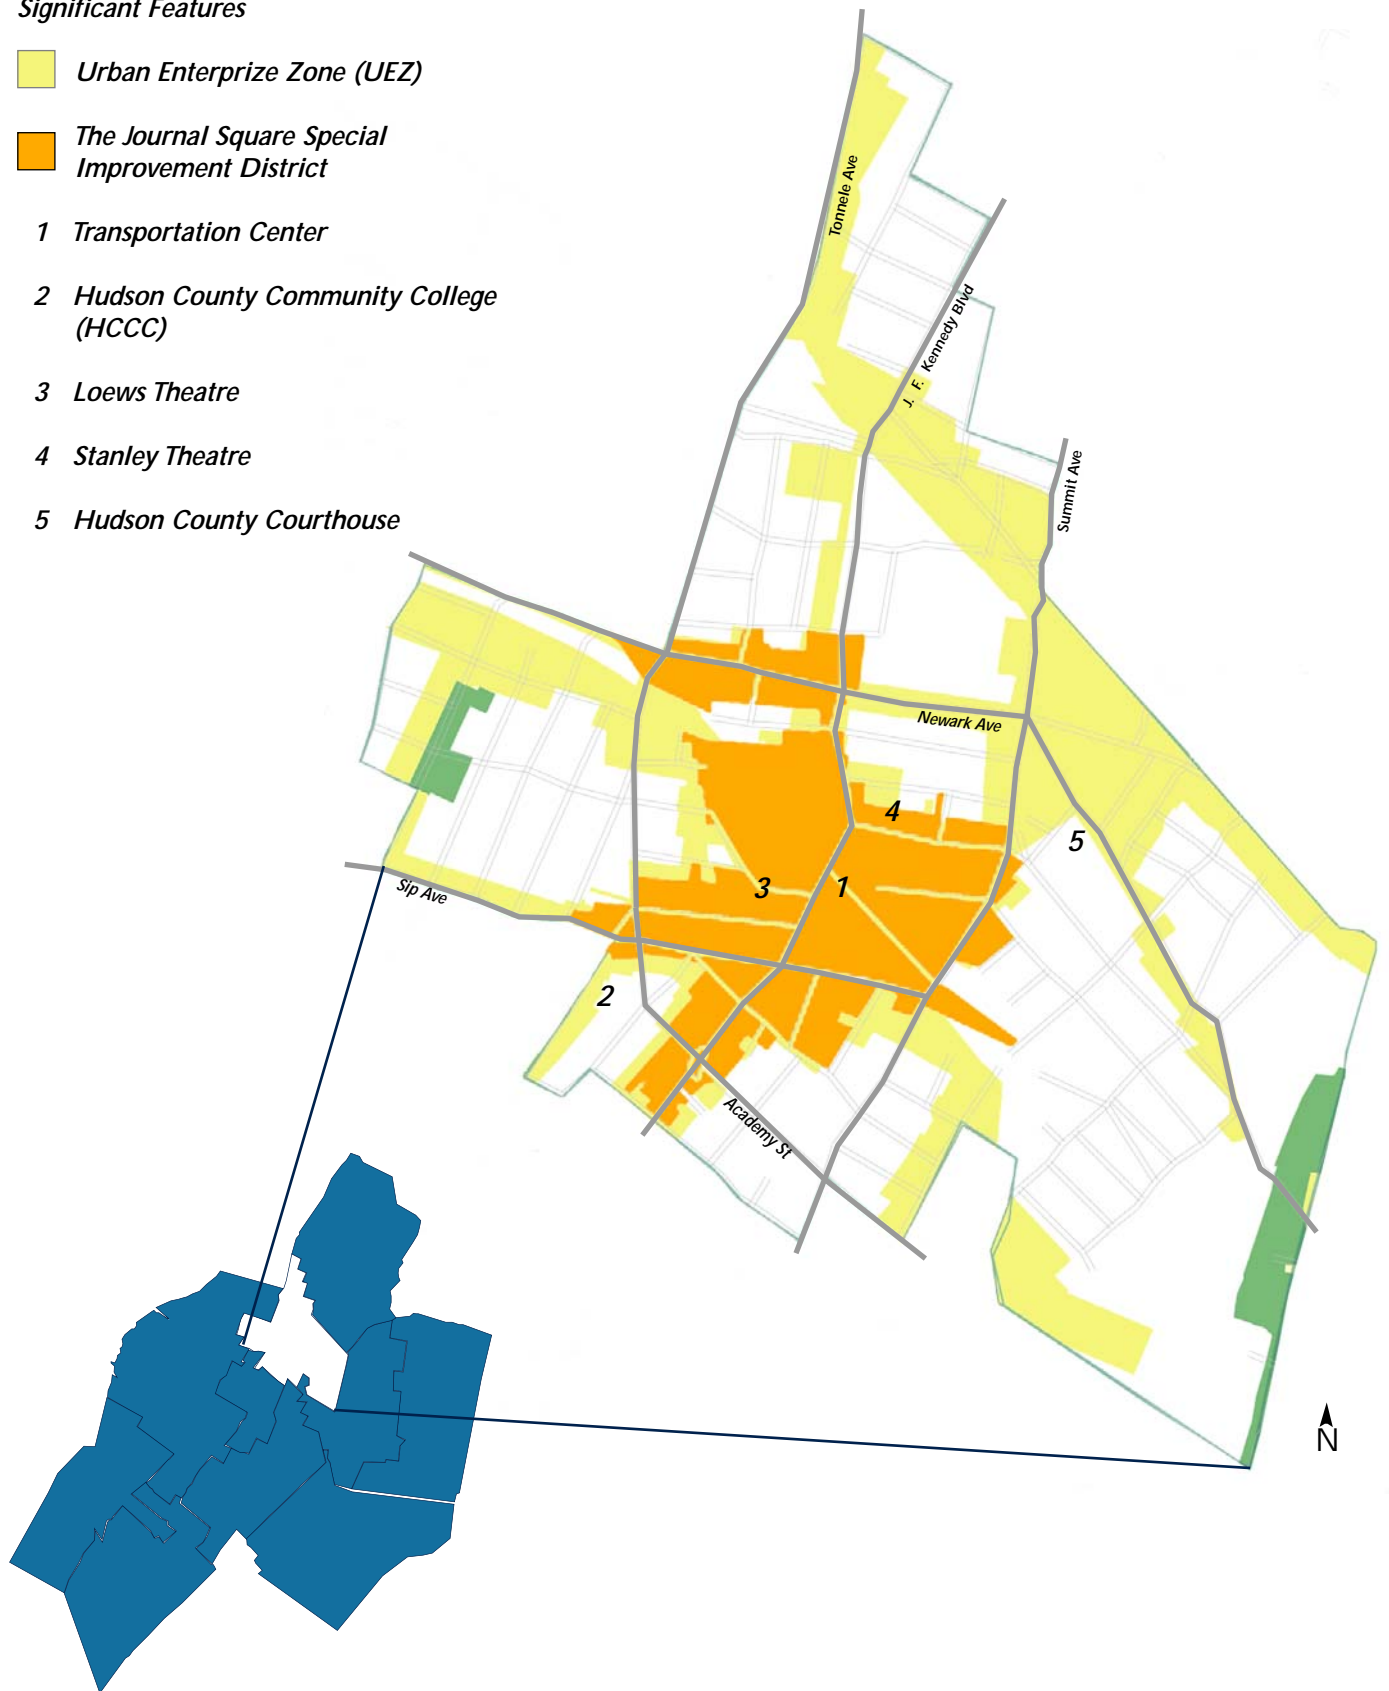 Significant Features
Urban Enterprize Zone (UEZ)
The Journal Square Special
Improvement District
1 Transportation Center
2 Hudson County Community College
(HCCC)
3 Loews Theatre
4 Stanley Theatre
5 Hudson County Courthouse
Tonnele Ave
J. F. Kennedy Blvd
Summit Ave
Newark Ave
4
5
3
1
Sip Ave
2
Academy St
N